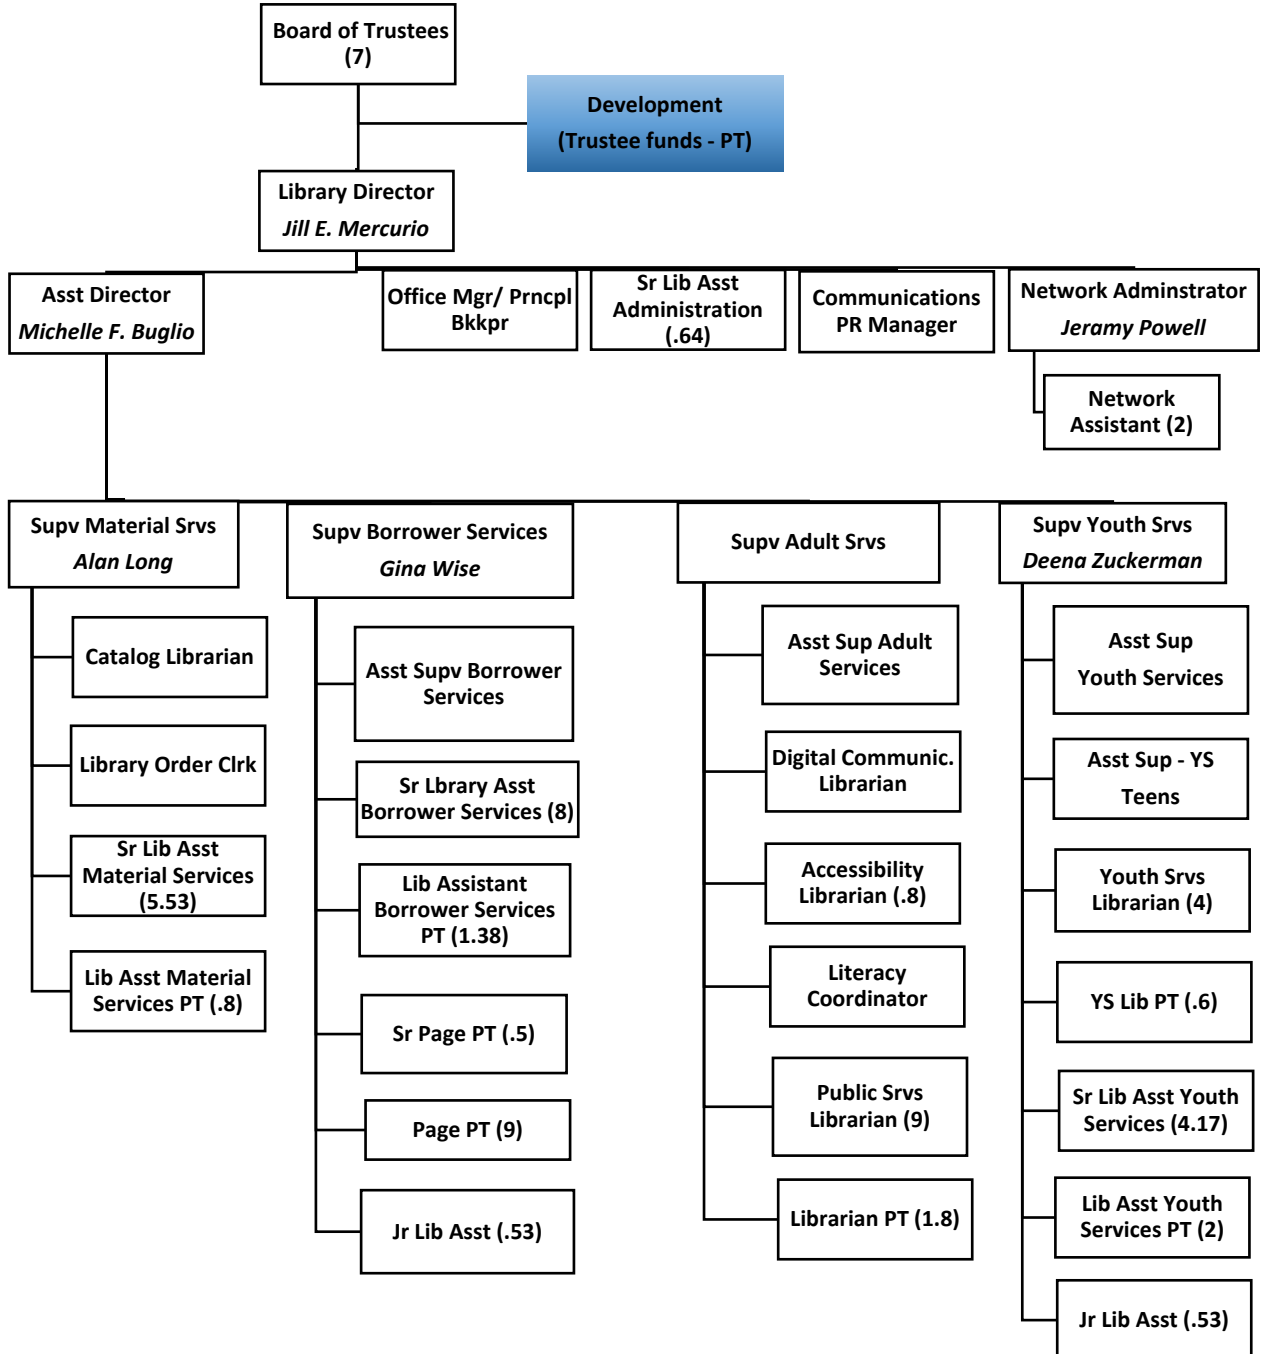 Board of Trustees
(7)
Development
(Trustee funds - PT)
Library Director
Jill E. Mercurio
Asst Director
Michelle F. Buglio
Office Mgr/ Prncpl
Bkkpr
Sr Lib Asst
Administration
(.64)
Communications
PR Manager
Network Adminstrator
Jeramy Powell
Network
Assistant (2)
Supv Material Srvs
Alan Long
Supv Borrower Services
Gina Wise
Supv Adult Srvs
Supv Youth Srvs
Deena Zuckerman
Catalog Librarian
Library Order Clrk
Sr Lib Asst
Material Services
(5.53)
Lib Asst Material
Services PT (.8)
Asst Supv Borrower
Services
Sr Lbrary Asst
Borrower Services (8)
Lib Assistant
Borrower Services
PT (1.38)
Sr Page PT (.5)
Page PT (9)
Jr Lib Asst (.53)
Asst Sup Adult
Services
Digital Communic.
Librarian
Accessibility
Librarian (.8)
Literacy
Coordinator
Public Srvs
Librarian (9)
Librarian PT (1.8)
Asst Sup
Youth Services
Asst Sup - YS
Teens
Youth Srvs
Librarian (4)
YS Lib PT (.6)
Sr Lib Asst Youth
Services (4.17)
Lib Asst Youth
Services PT (2)
Jr Lib Asst (.53)